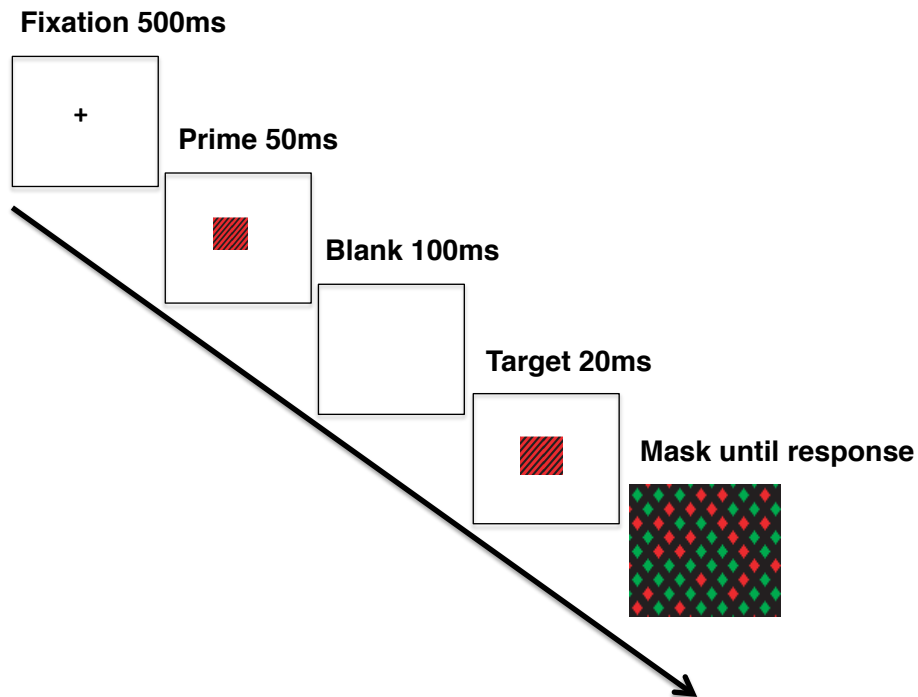 Fixation 500ms
+
Prime 50ms
Blank 100ms
Target 20ms
Mask until response